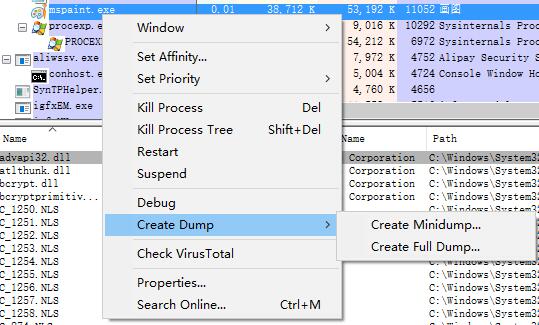 mspaint.exe 0.01 38,712 K 53,192 K 11052 画图
procexp.exe 9,016 K 10292 Sysinternals Proc
PROCEX 54,212 K 6972 Sysinternals Proc
aliwssv.exe 7,972 K 4752 Alipay Security S
conhost.exe 5,004 K 4724 Console Window Ho
SynTPHelper. 4,760 K 4656
igfxEM.exe
Window
Set Affinity...
Set Priority
Kill Process Del
Kill Process Tree Shift+Del
Restart
Suspend
Debug
Create Dump
Check VirusTotal
Properties...
Search Online... Ctrl+M
Create Minidump...
Create Full Dump...
Name Name Path
advapi32.dll Corporation C:\Windows\System32
atlthunk.dll Corporation C:\Windows\System32
bcrypt.dll Corporation C:\Windows\System32
bcryptprimitiv... Corporation C:\Windows\System32
C_1250.NLS C:\Windows\System32
C_1251.NLS
C_1252.NLS
C_1253.NLS
C_1254.NLS C:\Windows\System32
C_1255.NLS C:\Windows\System32
C_1256.NLS C:\Windows\System32
C_1257.NLS C:\Windows\System32
C_1258.NLS C:\Windows\System32